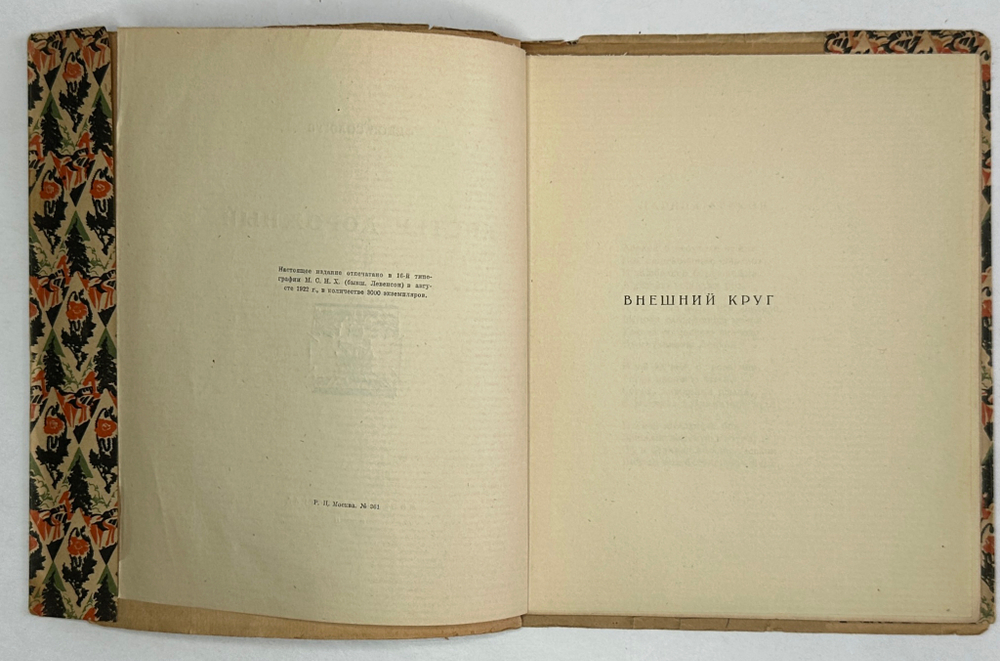 Настоящее издание отпечатано в 16-й типо-
графии М. С. Н. Х. (бывш. Левенсон) в авгу-
сте 1922 г., в количестве 3000 экземпляров.
Р. Ц. Москва. № 361
ВНЕШНИЙ КРУГ